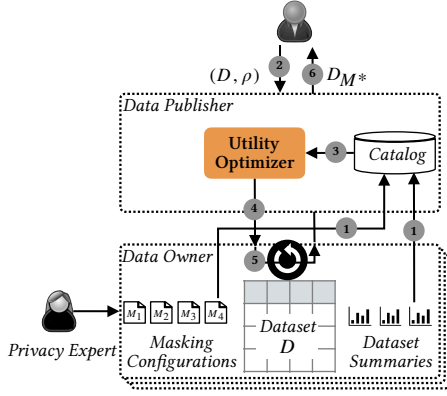 (D, ρ)
2
6
D_M*
Data Publisher
Utility
Optimizer
3
Catalog
4
1
1
Data Owner
5
M1
M2
M3
M4
Privacy Expert
Masking
Configurations
Dataset
D
Dataset
Summaries